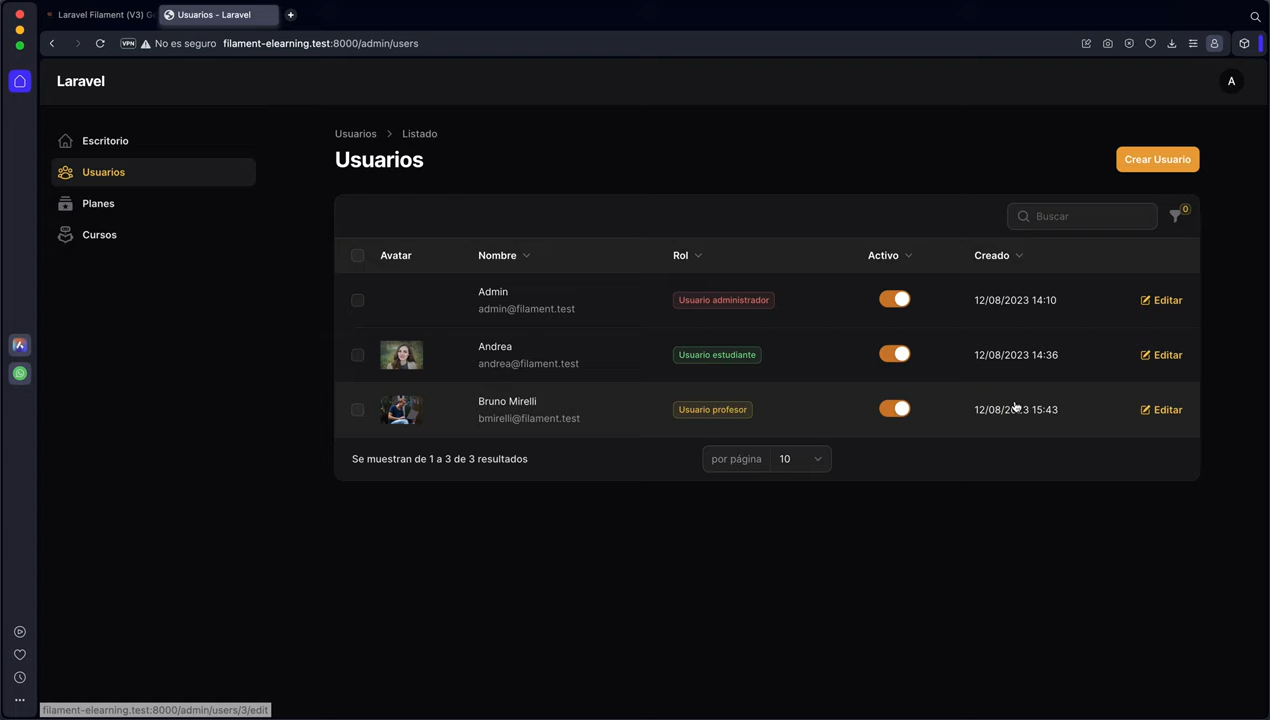 Laravel Filament (V3) G
Usuarios - Laravel
VPN
No es seguro
filament-elearning.test:8000/admin/users
Laravel
A
Escritorio
Usuarios
Planes
Cursos
Usuarios
Listado
Usuarios
Crear Usuario
Buscar
0
Avatar
Nombre
Rol
Activo
Creado
Admin
admin@filament.test
Usuario administrador
12/08/2023 14:10
Editar
Andrea
andrea@filament.test
Usuario estudiante
12/08/2023 14:36
Editar
Bruno Mirelli
bmirelli@filament.test
Usuario profesor
12/08/2023 15:43
Editar
Se muestran de 1 a 3 de 3 resultados
por página
10
filament-elearning.test:8000/admin/users/3/edit